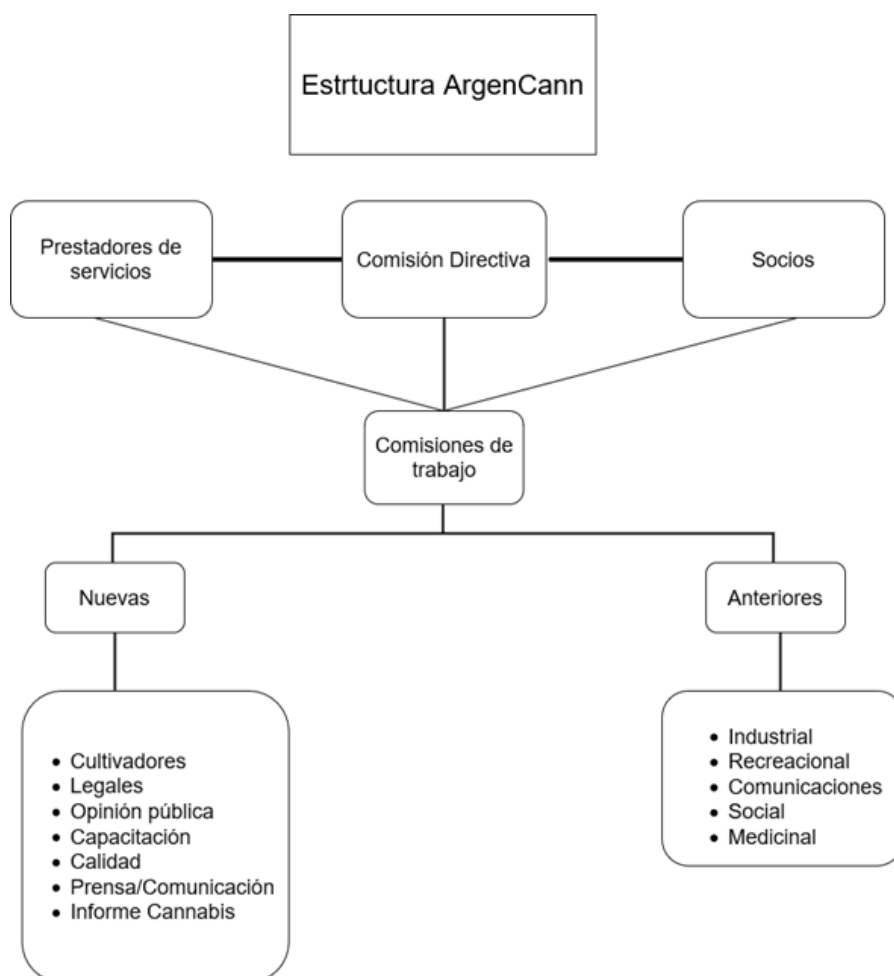 Estrtuctura ArgenCann
Prestadores de
servicios
Comisión Directiva
Socios
Comisiones de
trabajo
Nuevas
Anteriores
• Cultivadores
• Legales
• Opinión pública
• Capacitación
• Calidad
• Prensa/Comunicación
• Informe Cannabis
• Industrial
• Recreacional
• Comunicaciones
• Social
• Medicinal